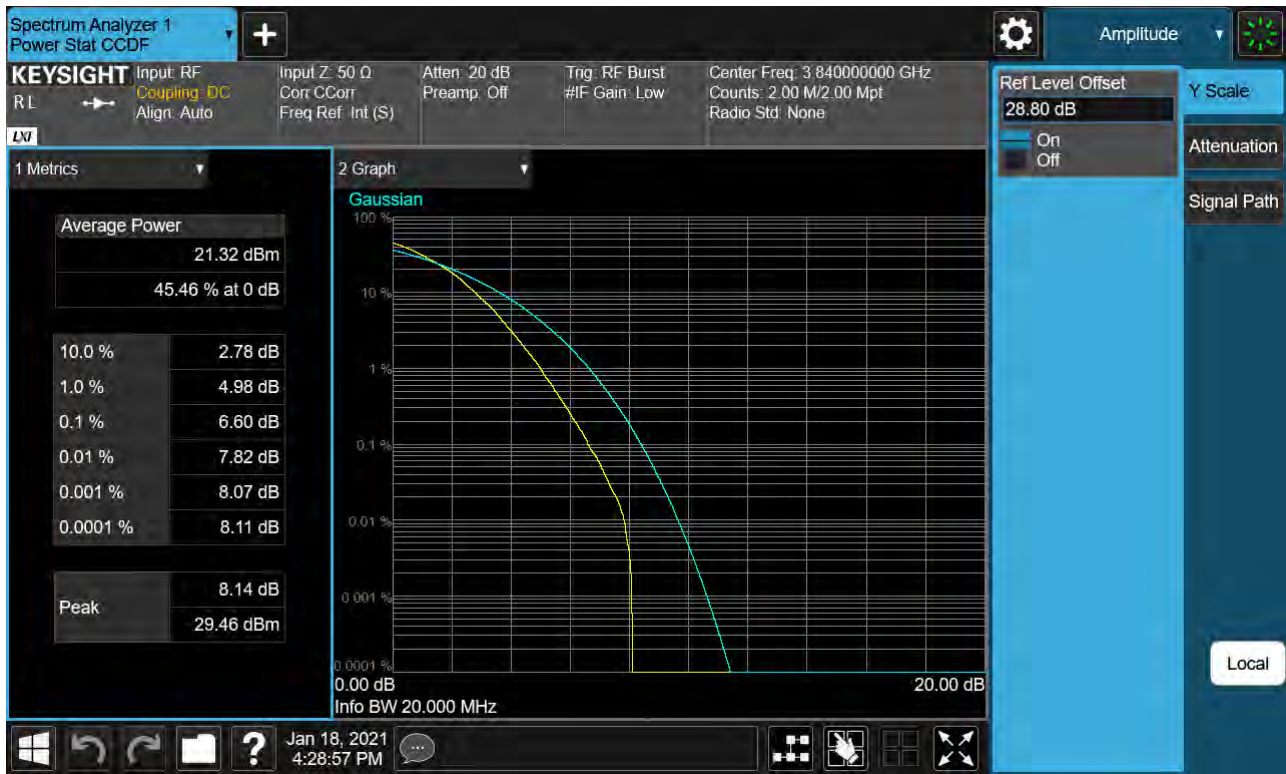 Spectrum Analyzer 1
Power Stat CCDF
+
Amplitude
KEYSIGHT
R L
LXI
Input: RF
Coupling: DC
Align: Auto
Input Z: 50 Ω
Corr CCorr
Freq Ref: Int (S)
Atten: 20 dB
Preamp: Off
Trig: RF Burst
#IF Gain: Low
Center Freq: 3.840000000 GHz
Counts: 2.00 M/2.00 Mpt
Radio Std: None
Ref Level Offset
28.80 dB
On
Off
Y Scale
Attenuation
Signal Path
Local
1 Metrics
Average Power
21.32 dBm
45.46 % at 0 dB
10.0 % 2.78 dB
1.0 % 4.98 dB
0.1 % 6.60 dB
0.01 % 7.82 dB
0.001 % 8.07 dB
0.0001 % 8.11 dB
Peak
8.14 dB
29.46 dBm
2 Graph
Gaussian
100 %
10 %
1 %
0.1 %
0.01 %
0.001 %
0.0001 %
0.00 dB 20.00 dB
Info BW 20.000 MHz
?
Jan 18, 2021
4:28:57 PM